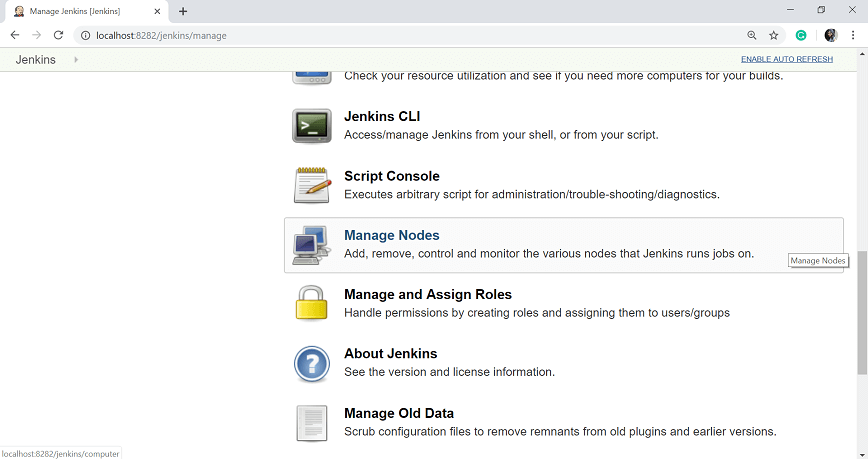 Manage Jenkins [Jenkins]
localhost:8282/jenkins/manage
Jenkins
ENABLE AUTO REFRESH
Check your resource utilization and see if you need more computers for your builds.
Jenkins CLI
Access/manage Jenkins from your shell, or from your script.
Script Console
Executes arbitrary script for administration/trouble-shooting/diagnostics.
Manage Nodes
Add, remove, control and monitor the various nodes that Jenkins runs jobs on.
Manage Nodes
Manage and Assign Roles
Handle permissions by creating roles and assigning them to users/groups
About Jenkins
See the version and license information.
Manage Old Data
Scrub configuration files to remove remnants from old plugins and earlier versions.
localhost:8282/jenkins/computer